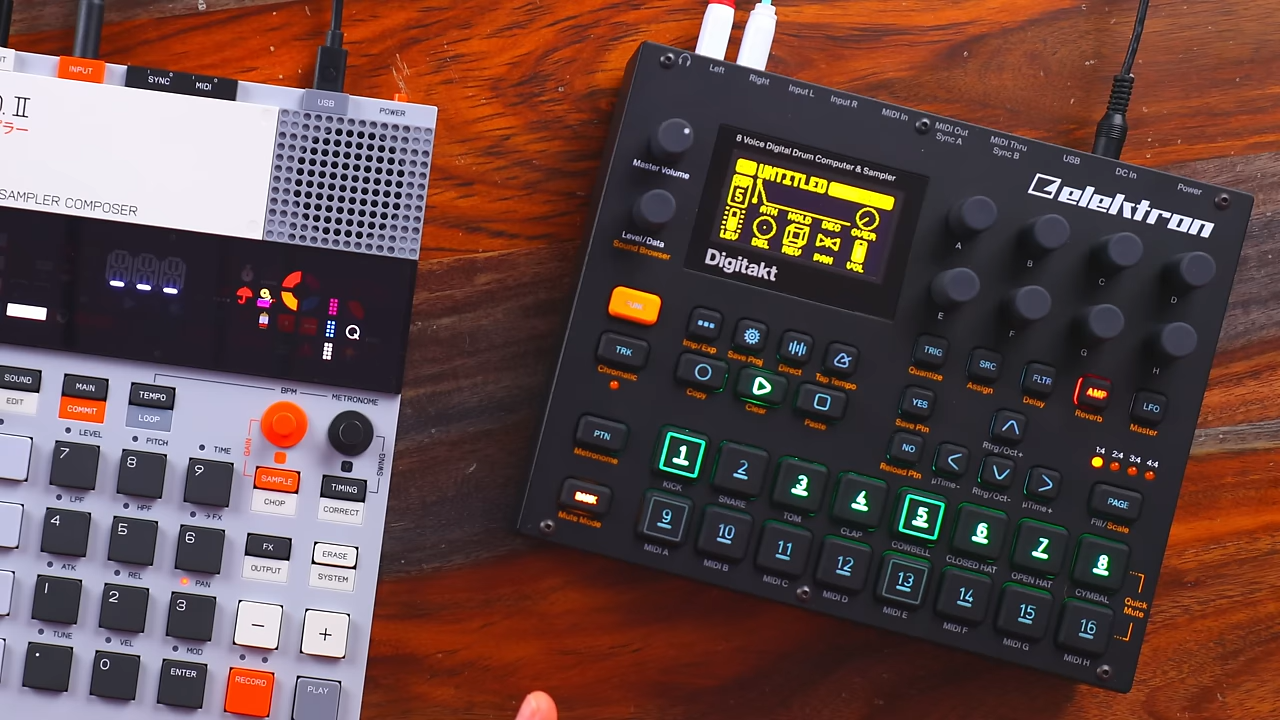 INPUT
SYNC
MIDI
USB
POWER
SAMPLER COMPOSER
Q
SOUND
EDIT
MAIN
COMMIT
TEMPO
LOOP
BPM
METRONOME
LEVEL
PITCH
TIME
GAIN
SWING
7
8
9
SAMPLE
CHOP
TIMING
CORRECT
LPF
HPF
→FX
4
5
6
FX
OUTPUT
ERASE
SYSTEM
ATK
REL
PAN
1
2
3
−
+
TUNE
VEL
MOD
·
0
ENTER
RECORD
PLAY
Left
Right
Input L
Input R
MIDI In
MIDI Out
Sync A
MIDI Thru
Sync B
USB
DC In
Power
Master Volume
8 Voice Digital Drum Computer & Sampler
elektron
UNTITLED
5
ATK
HOLD
DEC
OVER
LEV
DEL
REV
PAN
VOL
Digitakt
Level/Data
Sound Browser
A
B
C
D
E
F
G
H
FUNC
TRK
Chromatic
Imp/Exp
Save Proj
Direct
Tap Tempo
Copy
Clear
Paste
TRIG
Quantize
SRC
Assign
FLTR
Delay
AMP
Reverb
LFO
Master
YES
Save Ptn
NO
Reload Ptn
Rtrg/Oct+
µTime-
Rtrg/Oct-
µTime+
1:4
2:4
3:4
4:4
PAGE
Fill/Scale
PTN
Metronome
BANK
Mute Mode
1
2
3
4
5
6
7
8
KICK
SNARE
TOM
CLAP
COWBELL
CLOSED HAT
OPEN HAT
CYMBAL
9
10
11
12
13
14
15
16
MIDI A
MIDI B
MIDI C
MIDI D
MIDI E
MIDI F
MIDI G
MIDI H
Quick
Mute